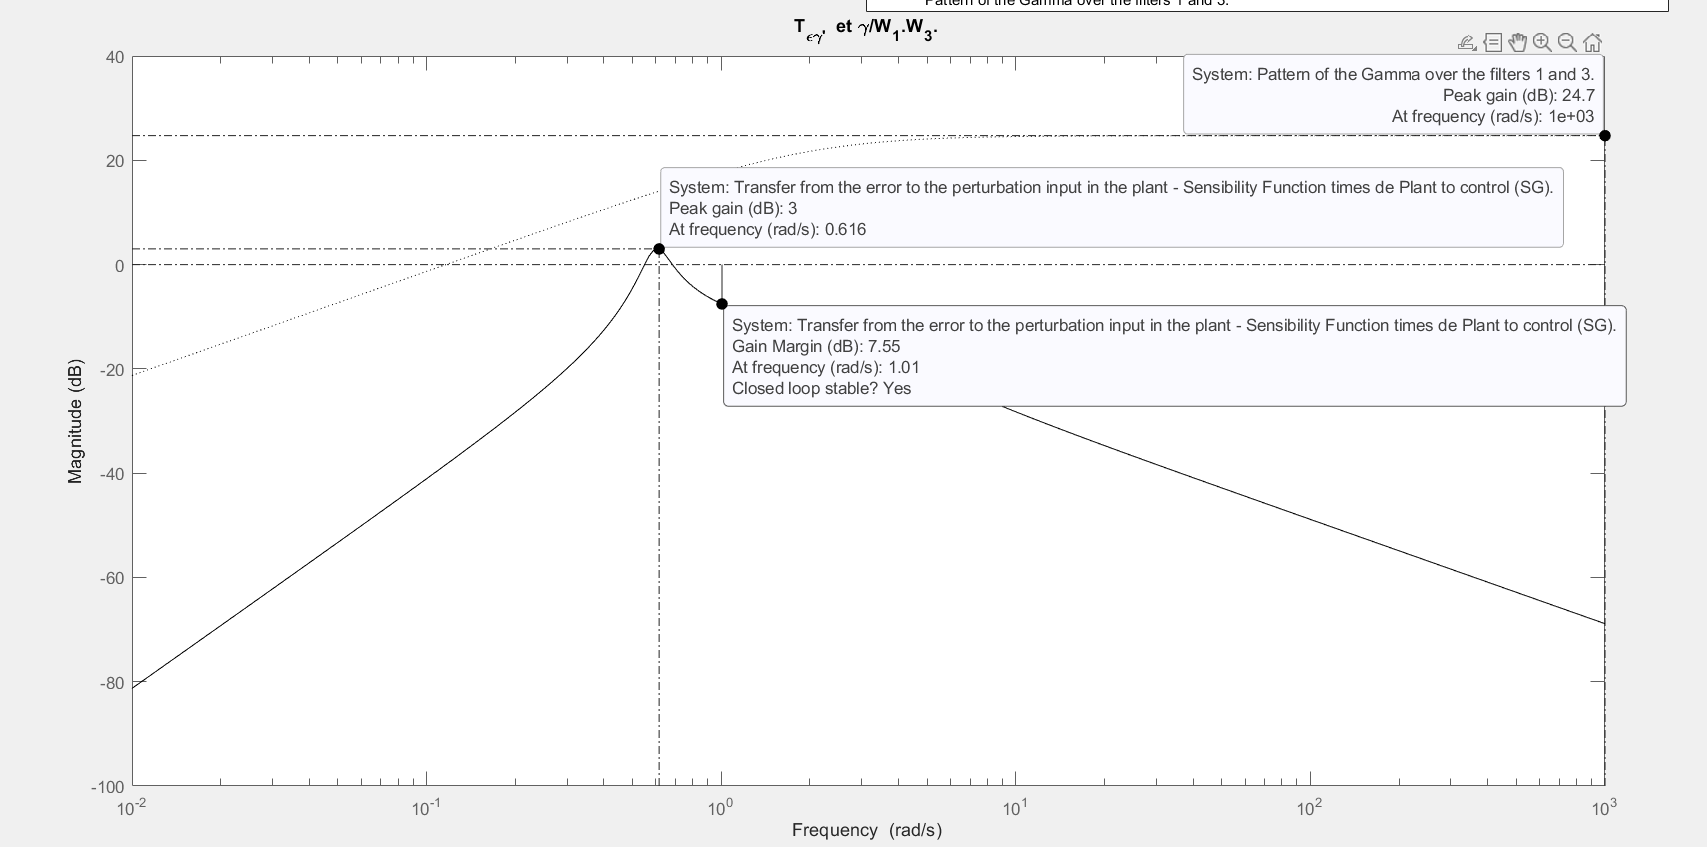 Pattern of the Gamma over the filters 1 and 3.
T_εγ, et γ/W_1.W_3.
System: Pattern of the Gamma over the filters 1 and 3.
Peak gain (dB): 24.7
At frequency (rad/s): 1e+03
System: Transfer from the error to the perturbation input in the plant - Sensibility Function times de Plant to control (SG).
Peak gain (dB): 3
At frequency (rad/s): 0.616
System: Transfer from the error to the perturbation input in the plant - Sensibility Function times de Plant to control (SG).
Gain Margin (dB): 7.55
At frequency (rad/s): 1.01
Closed loop stable? Yes
Magnitude (dB)
40
20
0
-20
-40
-60
-80
-100
10^-2 10^-1 10^0 10^1 10^2 10^3
Frequency (rad/s)